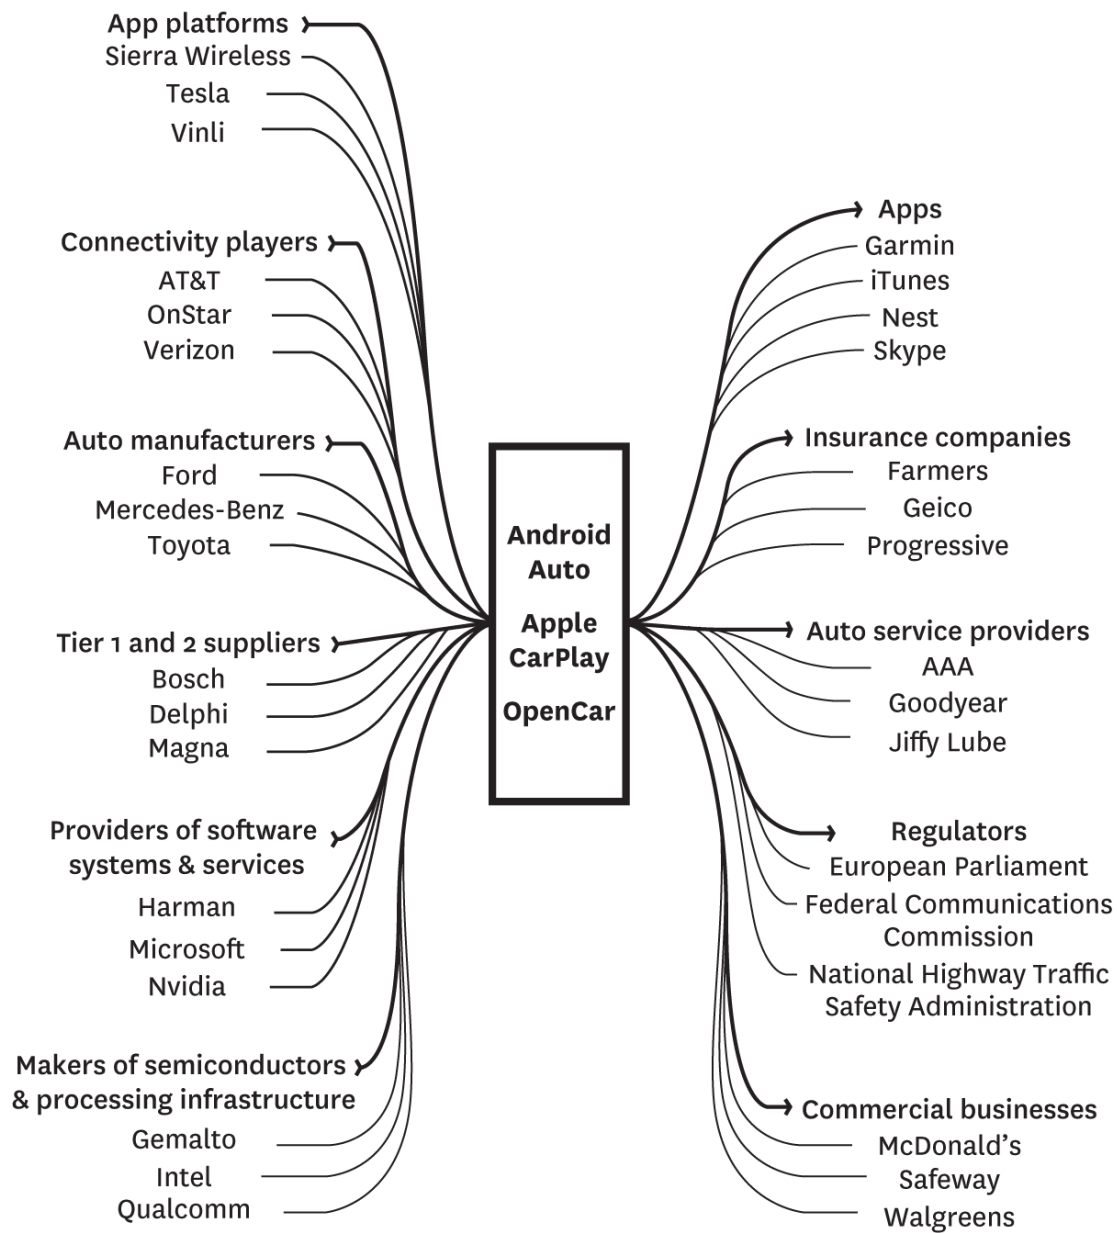 App platforms
Sierra Wireless
Tesla
Vinli
Connectivity players
AT&T
OnStar
Verizon
Auto manufacturers
Ford
Mercedes-Benz
Toyota
Tier 1 and 2 suppliers
Bosch
Delphi
Magna
Providers of software
systems & services
Harman
Microsoft
Nvidia
Makers of semiconductors
& processing infrastructure
Gemalto
Intel
Qualcomm
Android
Auto
Apple
CarPlay
OpenCar
Apps
Garmin
iTunes
Nest
Skype
Insurance companies
Farmers
Geico
Progressive
Auto service providers
AAA
Goodyear
Jiffy Lube
Regulators
European Parliament
Federal Communications
Commission
National Highway Traffic
Safety Administration
Commercial businesses
McDonald’s
Safeway
Walgreens